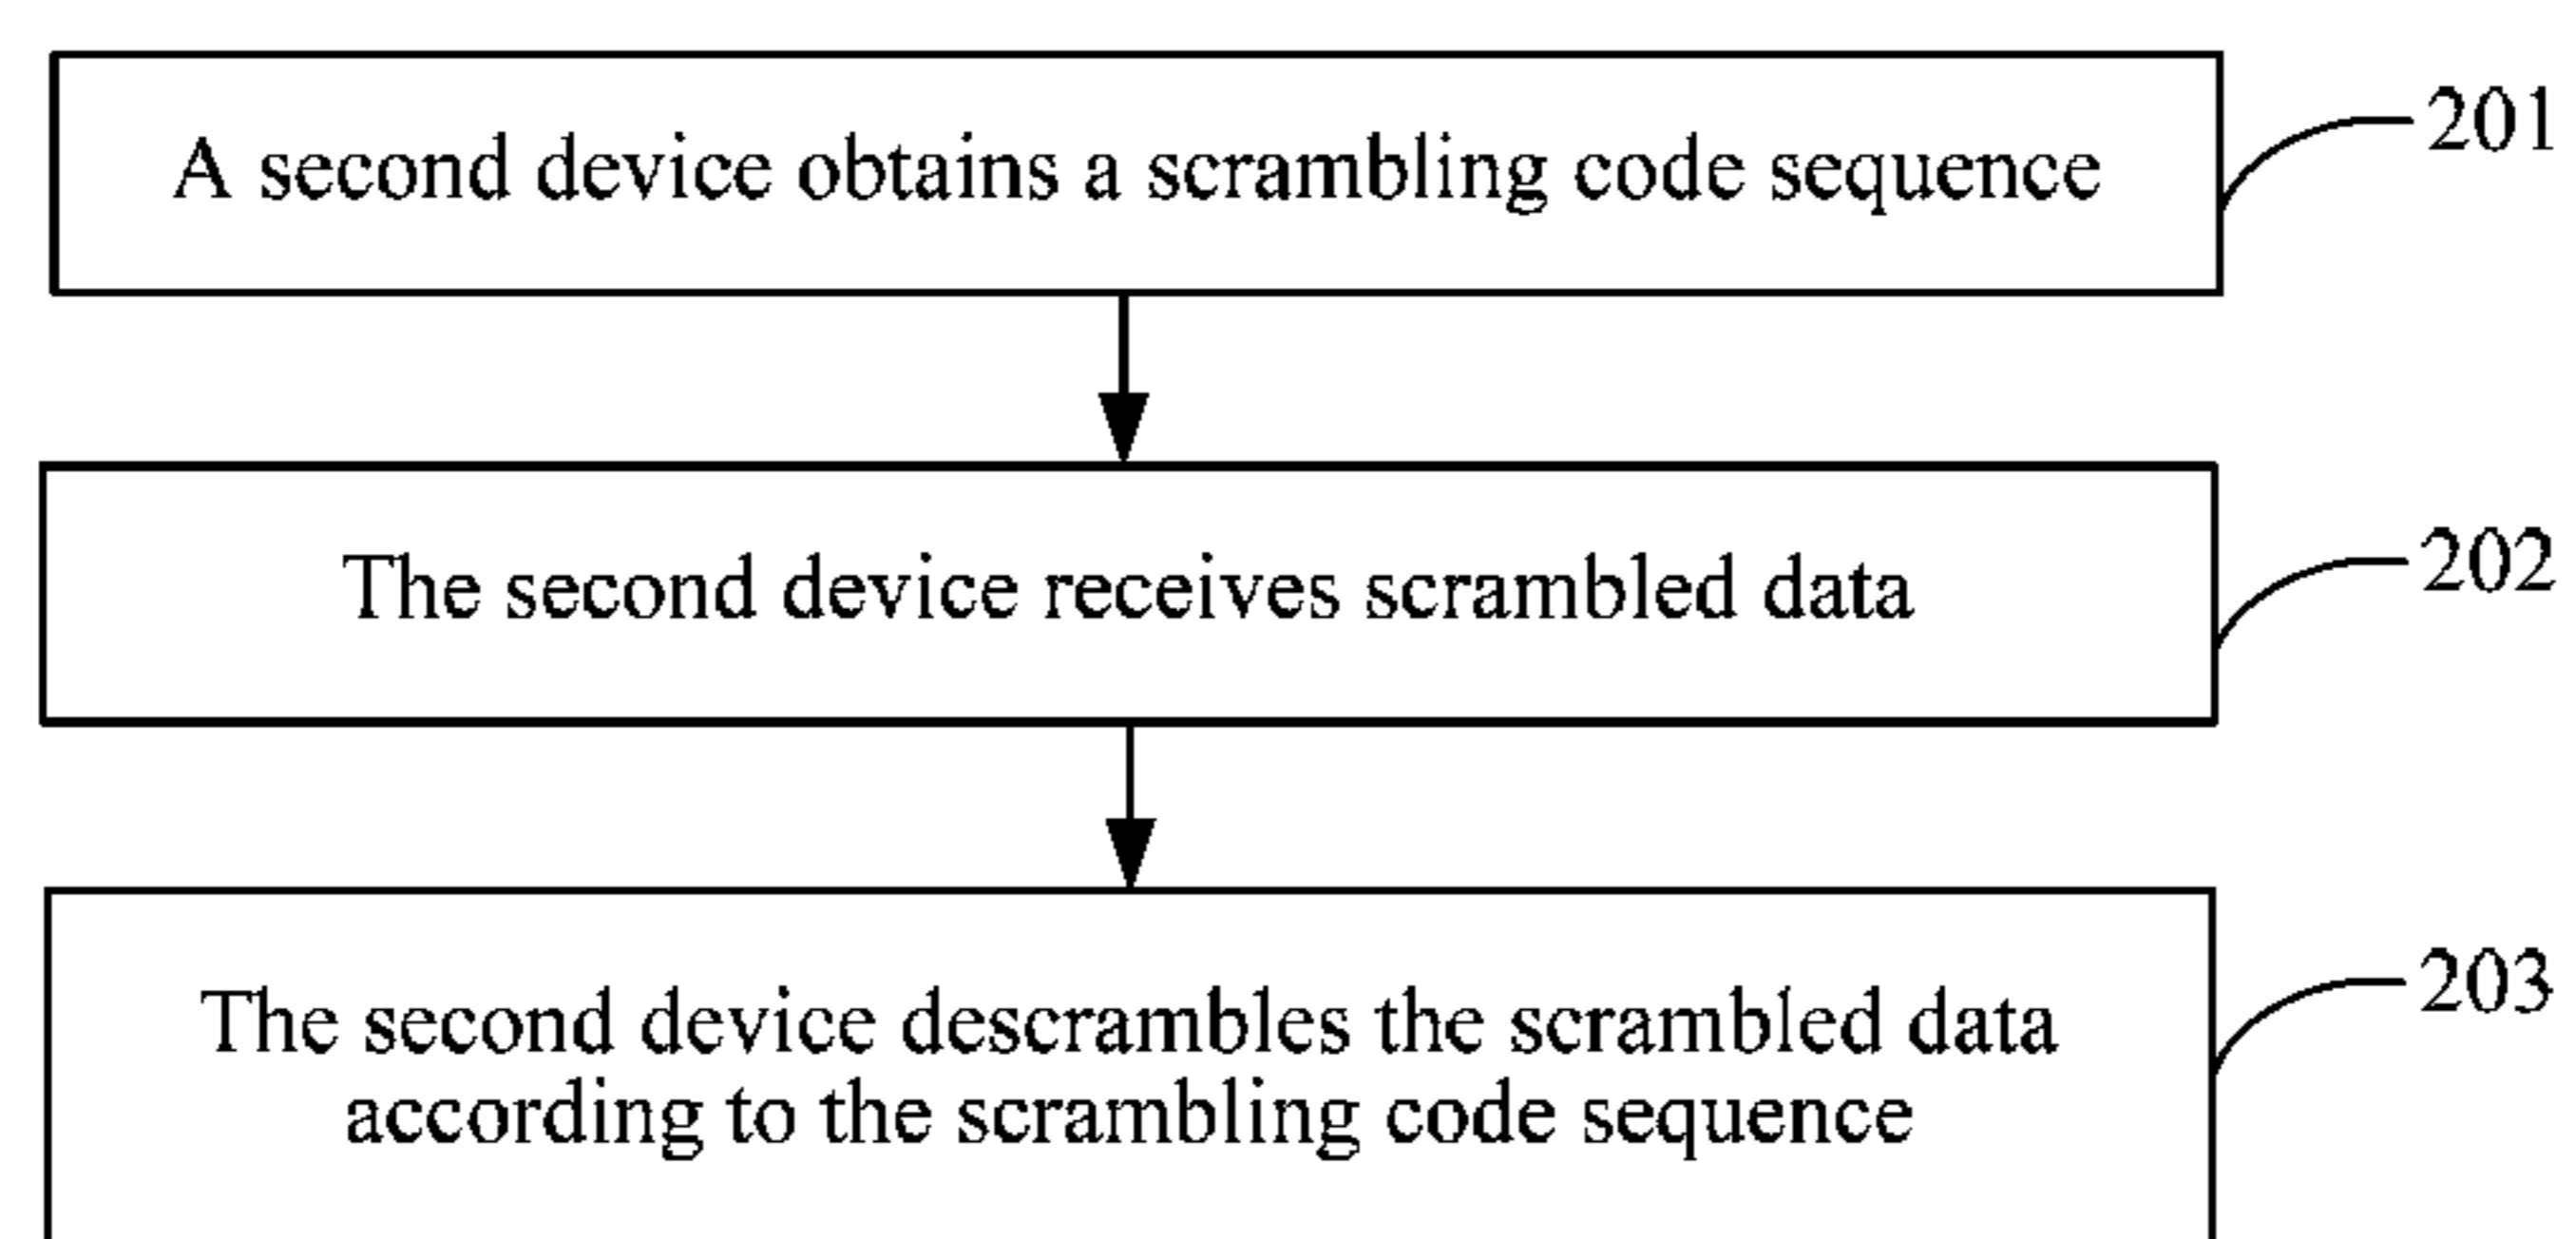 A second device obtains a scrambling code sequence
201
The second device receives scrambled data
202
The second device descrambles the scrambled data
according to the scrambling code sequence
203